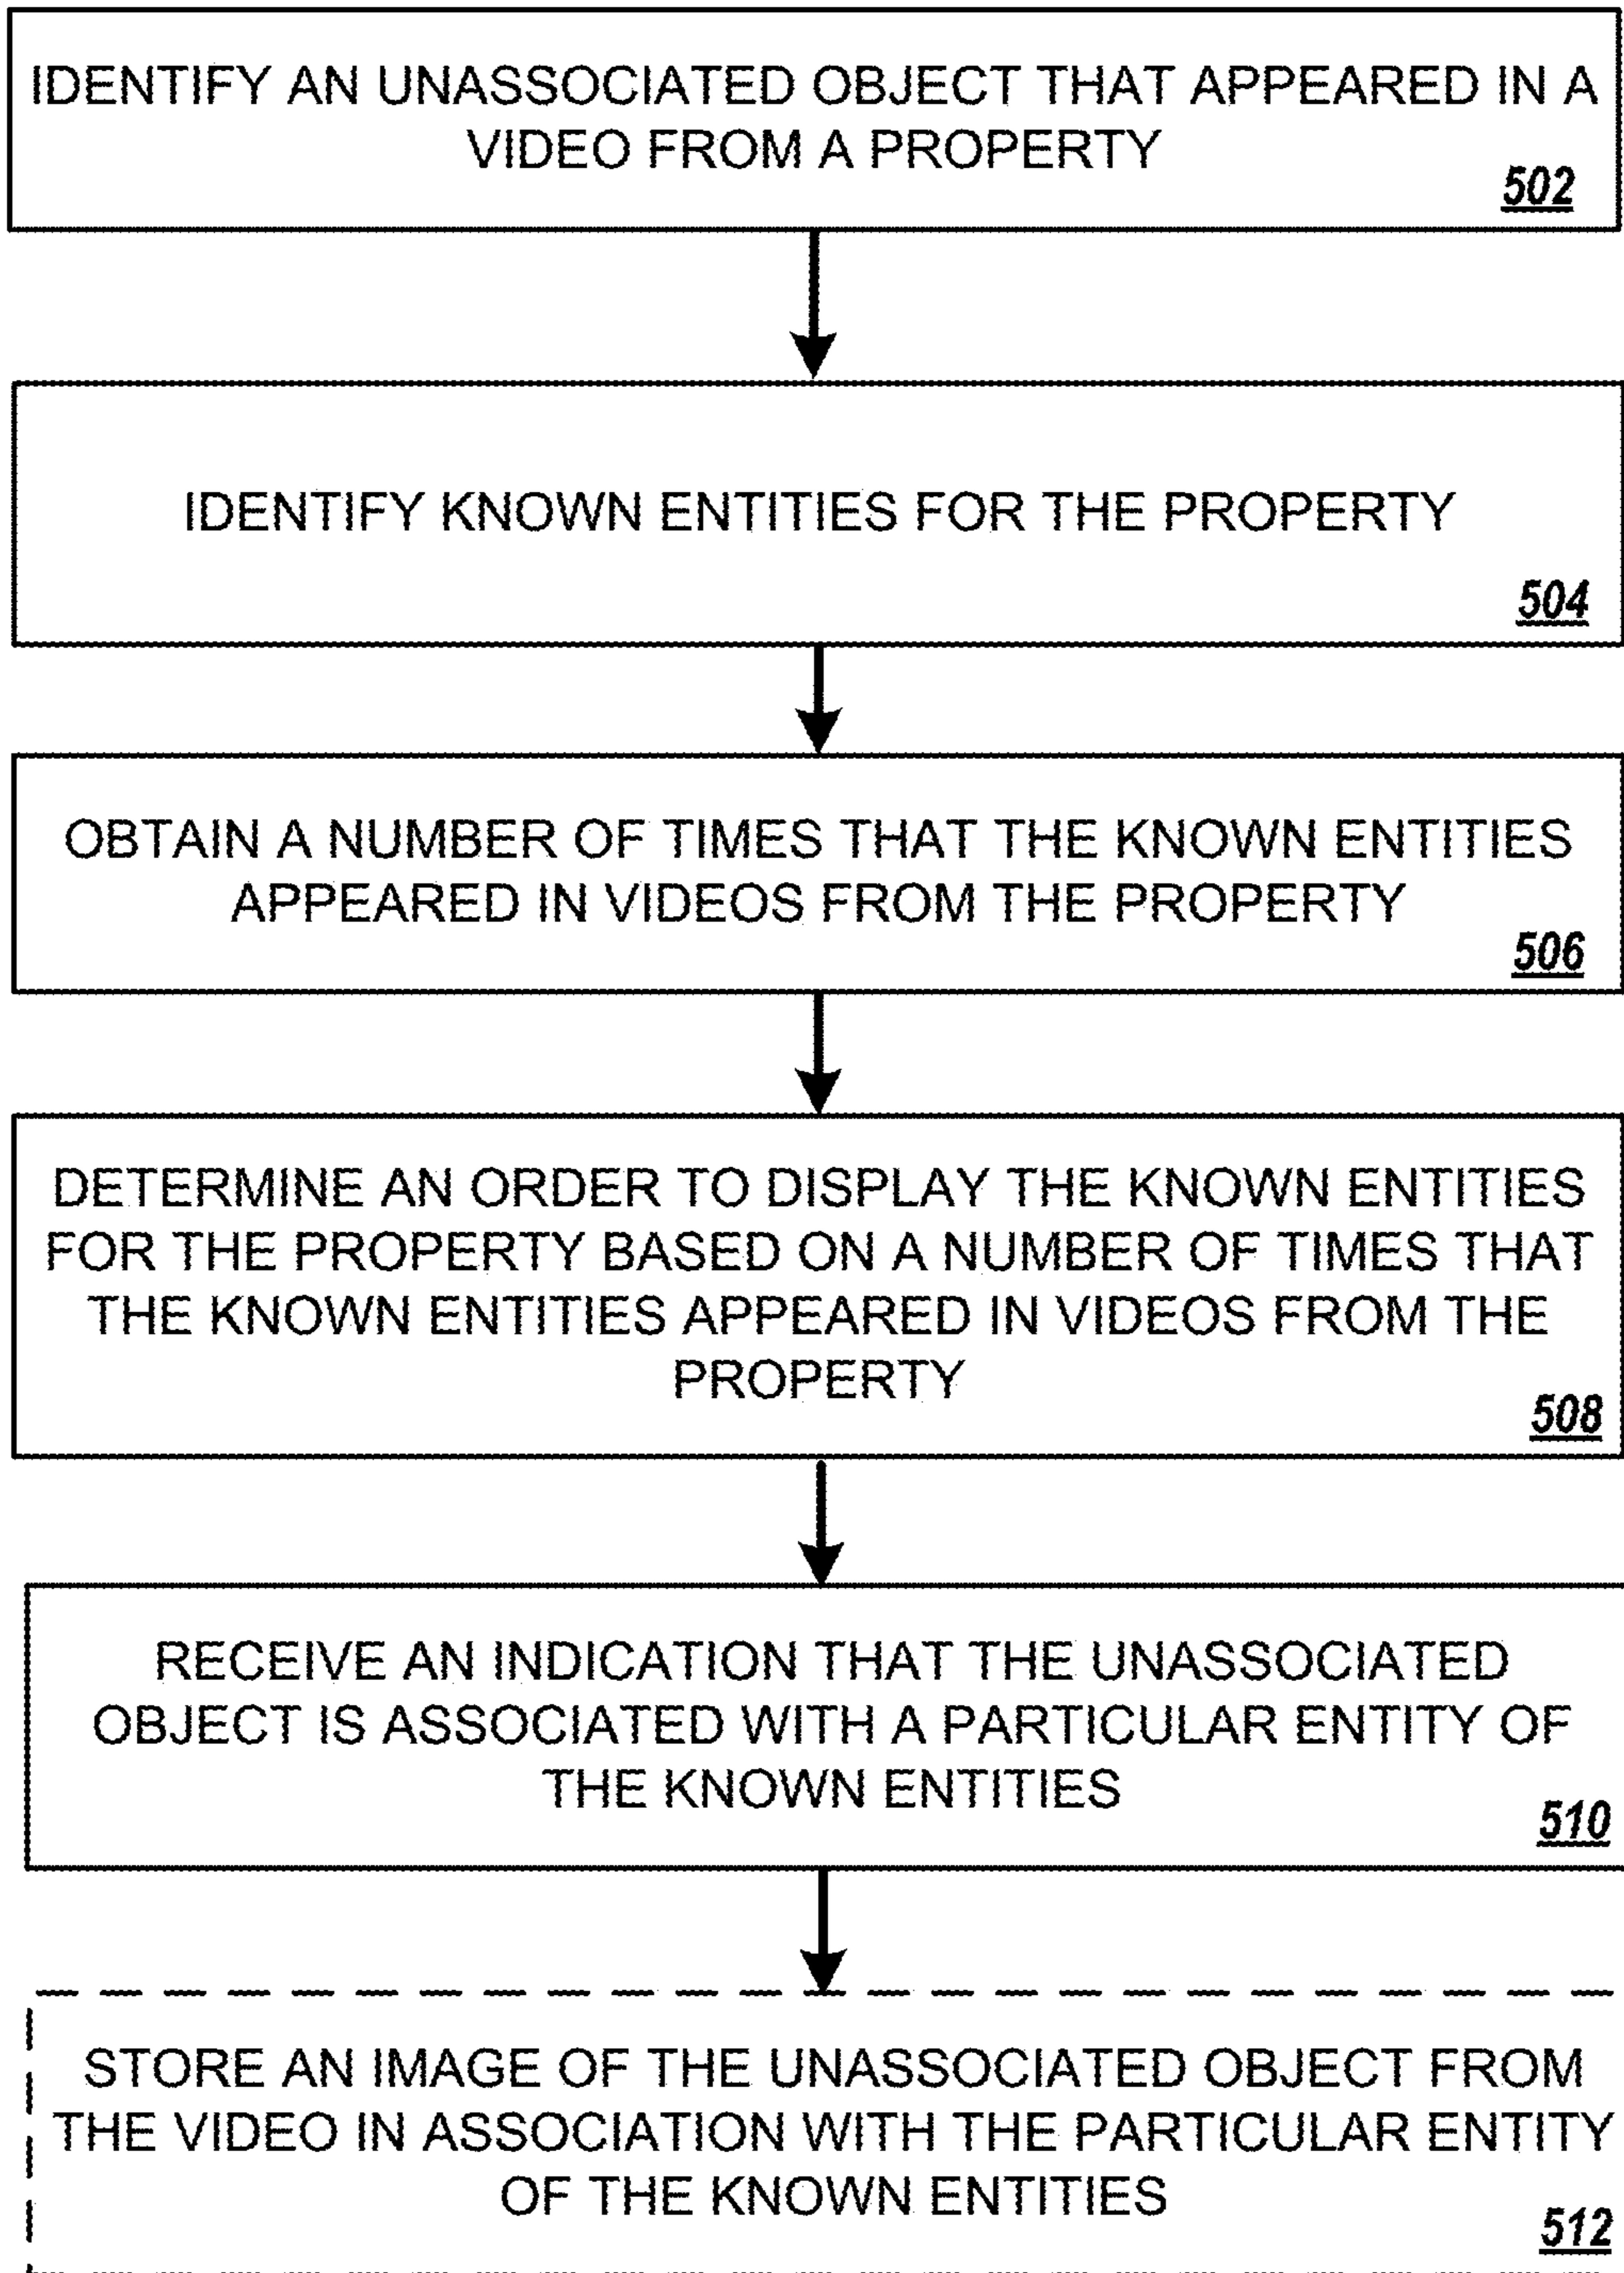 IDENTIFY AN UNASSOCIATED OBJECT THAT APPEARED IN A
VIDEO FROM A PROPERTY
502
IDENTIFY KNOWN ENTITIES FOR THE PROPERTY
504
OBTAIN A NUMBER OF TIMES THAT THE KNOWN ENTITIES
APPEARED IN VIDEOS FROM THE PROPERTY
506
DETERMINE AN ORDER TO DISPLAY THE KNOWN ENTITIES
FOR THE PROPERTY BASED ON A NUMBER OF TIMES THAT
THE KNOWN ENTITIES APPEARED IN VIDEOS FROM THE
PROPERTY
508
RECEIVE AN INDICATION THAT THE UNASSOCIATED
OBJECT IS ASSOCIATED WITH A PARTICULAR ENTITY OF
THE KNOWN ENTITIES
510
STORE AN IMAGE OF THE UNASSOCIATED OBJECT FROM
THE VIDEO IN ASSOCIATION WITH THE PARTICULAR ENTITY
OF THE KNOWN ENTITIES
512